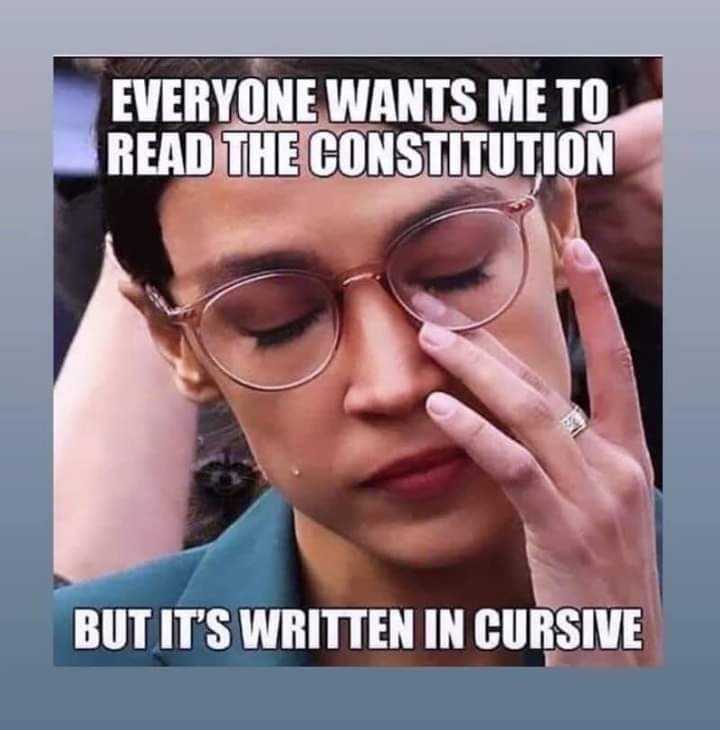 EVERYONE WANTS ME TO
READ THE CONSTITUTION
BUT IT'S WRITTEN IN CURSIVE